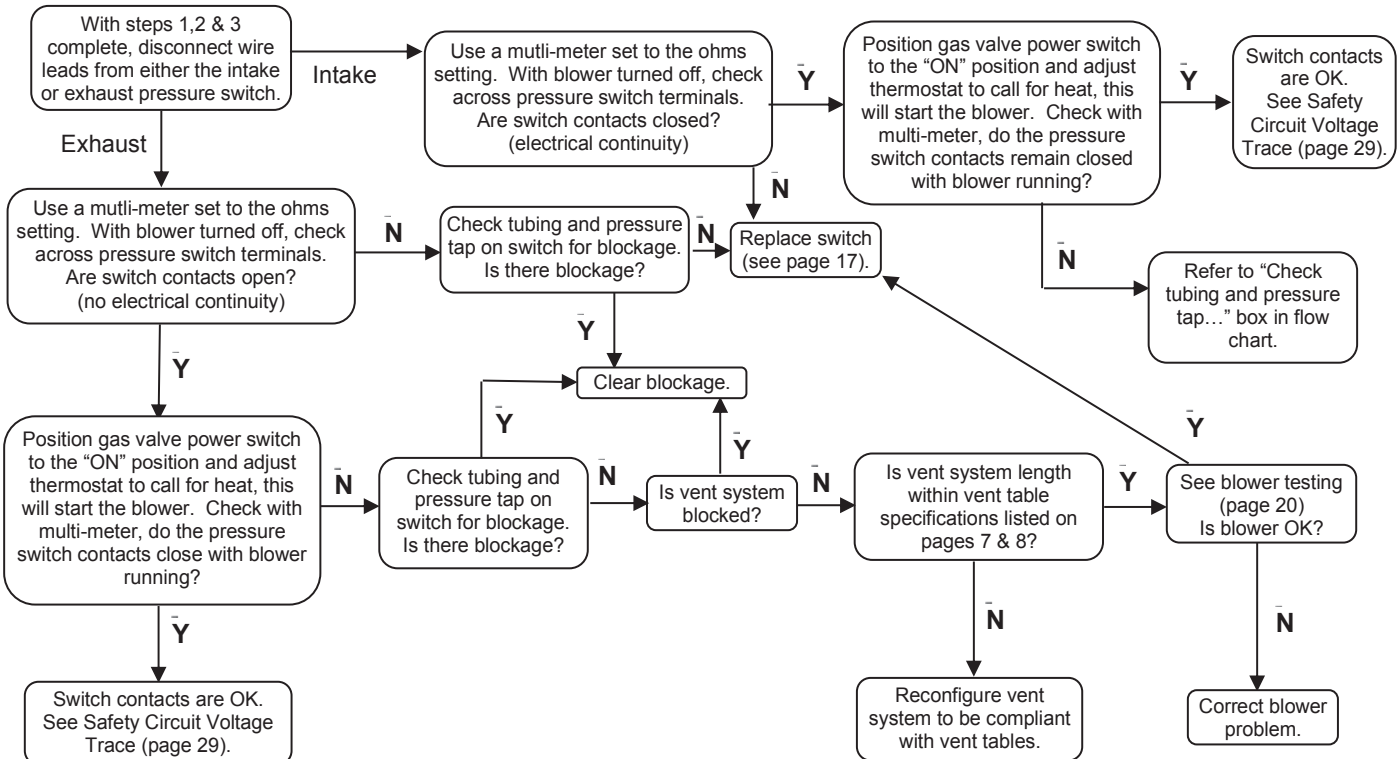 With steps 1,2 & 3
complete, disconnect wire
leads from either the intake
or exhaust pressure switch.
Intake
Exhaust
Use a mutli-meter set to the ohms
setting. With blower turned off, check
across pressure switch terminals.
Are switch contacts closed?
(electrical continuity)
Y
N
Position gas valve power switch
to the “ON” position and adjust
thermostat to call for heat, this
will start the blower. Check with
multi-meter, do the pressure
switch contacts remain closed
with blower running?
Y
N
Switch contacts
are OK.
See Safety
Circuit Voltage
Trace (page 29).
Refer to “Check
tubing and pressure
tap…” box in flow
chart.
Use a mutli-meter set to the ohms
setting. With blower turned off, check
across pressure switch terminals.
Are switch contacts open?
(no electrical continuity)
N
Y
Check tubing and pressure
tap on switch for blockage.
Is there blockage?
N
Y
Replace switch
(see page 17).
Clear blockage.
Position gas valve power switch
to the “ON” position and adjust
thermostat to call for heat, this
will start the blower. Check with
multi-meter, do the pressure
switch contacts close with blower
running?
N
Y
Check tubing and
pressure tap on
switch for blockage.
Is there blockage?
Y
N
Is vent system
blocked?
Y
N
Is vent system length
within vent table
specifications listed on
pages 7 & 8?
Y
N
See blower testing
(page 20)
Is blower OK?
Y
N
Switch contacts are OK.
See Safety Circuit Voltage
Trace (page 29).
Reconfigure vent
system to be compliant
with vent tables.
Correct blower
problem.